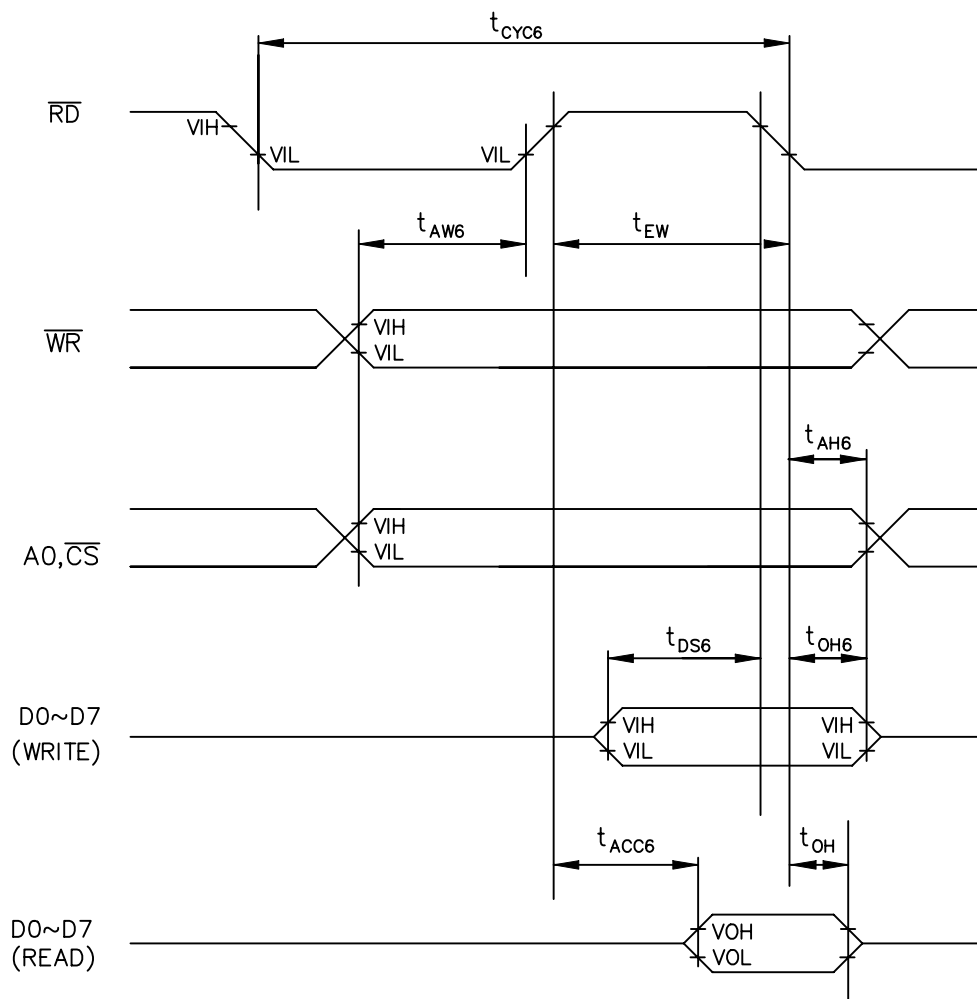 tCYC6
RD
VIH
VIL
VIL
tAW6
tEW
WR
VIH
VIL
tAH6
A0,CS
VIH
VIL
tDS6
tOH6
D0~D7
(WRITE)
VIH
VIL
VIH
VIL
tACC6
tOH
D0~D7
(READ)
VOH
VOL